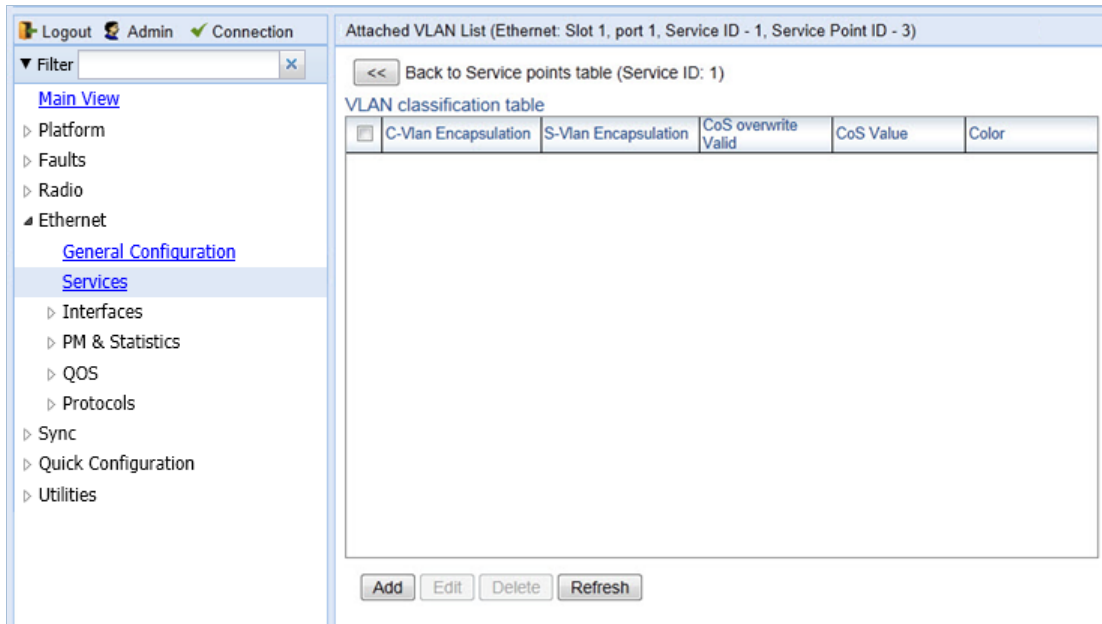 Logout Admin Connection
Filter
Main View
Platform
Faults
Radio
Ethernet
General Configuration
Services
Interfaces
PM & Statistics
QOS
Protocols
Sync
Quick Configuration
Utilities
Attached VLAN List (Ethernet: Slot 1, port 1, Service ID - 1, Service Point ID - 3)
<< Back to Service points table (Service ID: 1)
VLAN classification table
C-Vlan Encapsulation S-Vlan Encapsulation CoS overwrite Valid CoS Value Color
Add Edit Delete Refresh